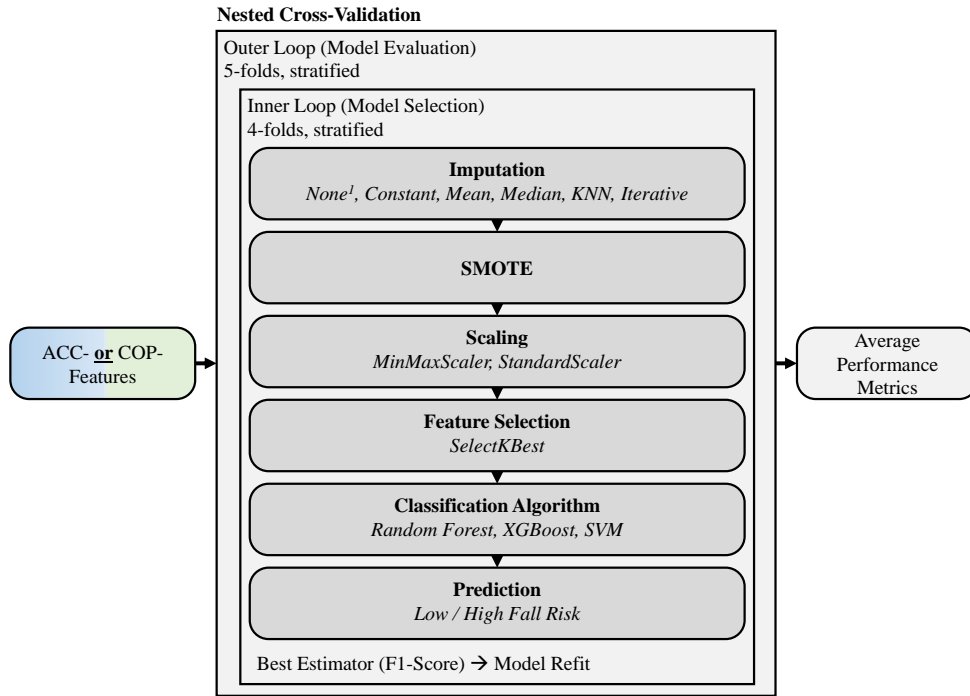 Nested Cross-Validation
Outer Loop (Model Evaluation)
5-folds, stratified
Inner Loop (Model Selection)
4-folds, stratified
Imputation
None¹, Constant, Mean, Median, KNN, Iterative
SMOTE
Scaling
MinMaxScaler, StandardScaler
ACC- or COP-
Features
Feature Selection
SelectKBest
Classification Algorithm
Random Forest, XGBoost, SVM
Prediction
Low / High Fall Risk
Best Estimator (F1-Score) → Model Refit
Average
Performance
Metrics